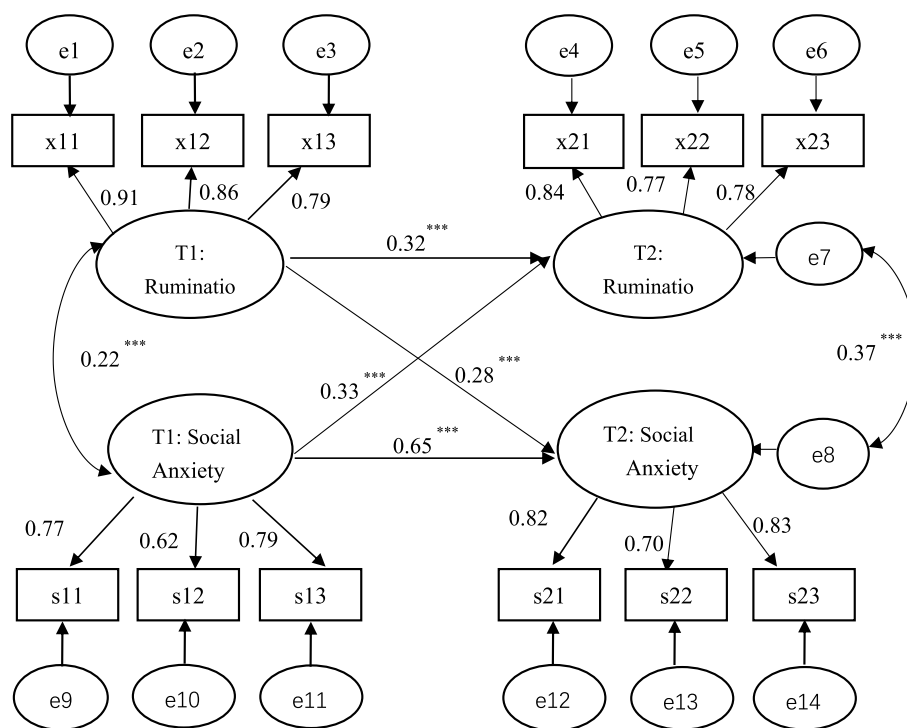 e1 e2 e3 e4 e5 e6
x11 x12 x13 x21 x22 x23
0.91 0.86 0.79 0.84 0.77 0.78
T1:
Ruminatio
0.32***
T2:
Ruminatio
e7
0.22***
0.33***
0.28***
0.37***
T1: Social
Anxiety
0.65***
T2: Social
Anxiety
e8
0.77 0.62 0.79 0.82 0.70 0.83
s11 s12 s13 s21 s22 s23
e9 e10 e11 e12 e13 e14